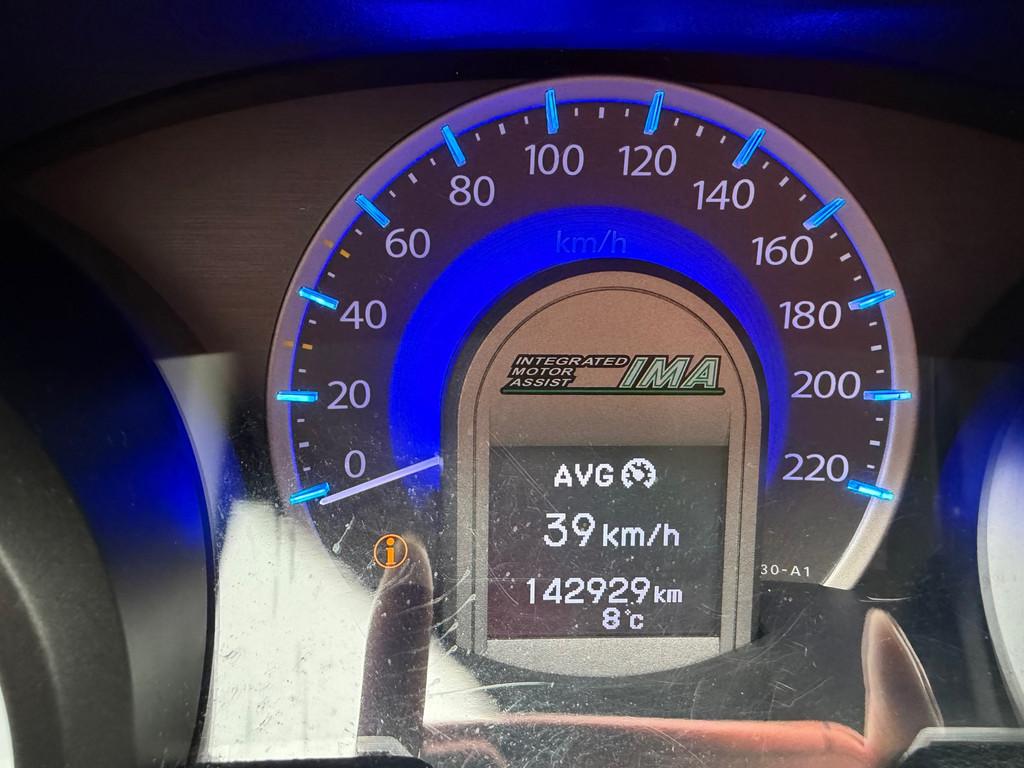 100
120
80
140
60
160
km/h
40
180
INTEGRATED
MOTOR
ASSIST
IMA
20
200
0
220
AVG
39 km/h
142929 km
8°C
i
30-A1